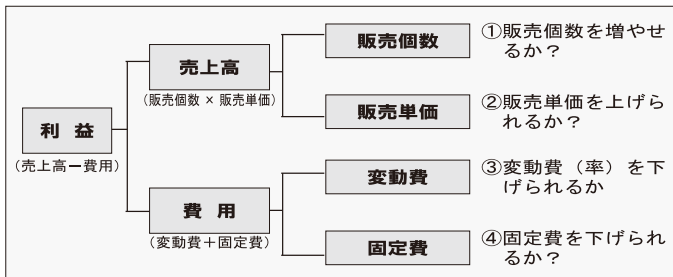 利益
(売上高ー費用)
売上高
(販売個数 × 販売単価)
費用
(変動費+固定費)
販売個数
①販売個数を増やせ
るか？
販売単価
②販売単価を上げら
れるか？
変動費
③変動費（率）を下
げられるか
固定費
④固定費を下げられ
るか？